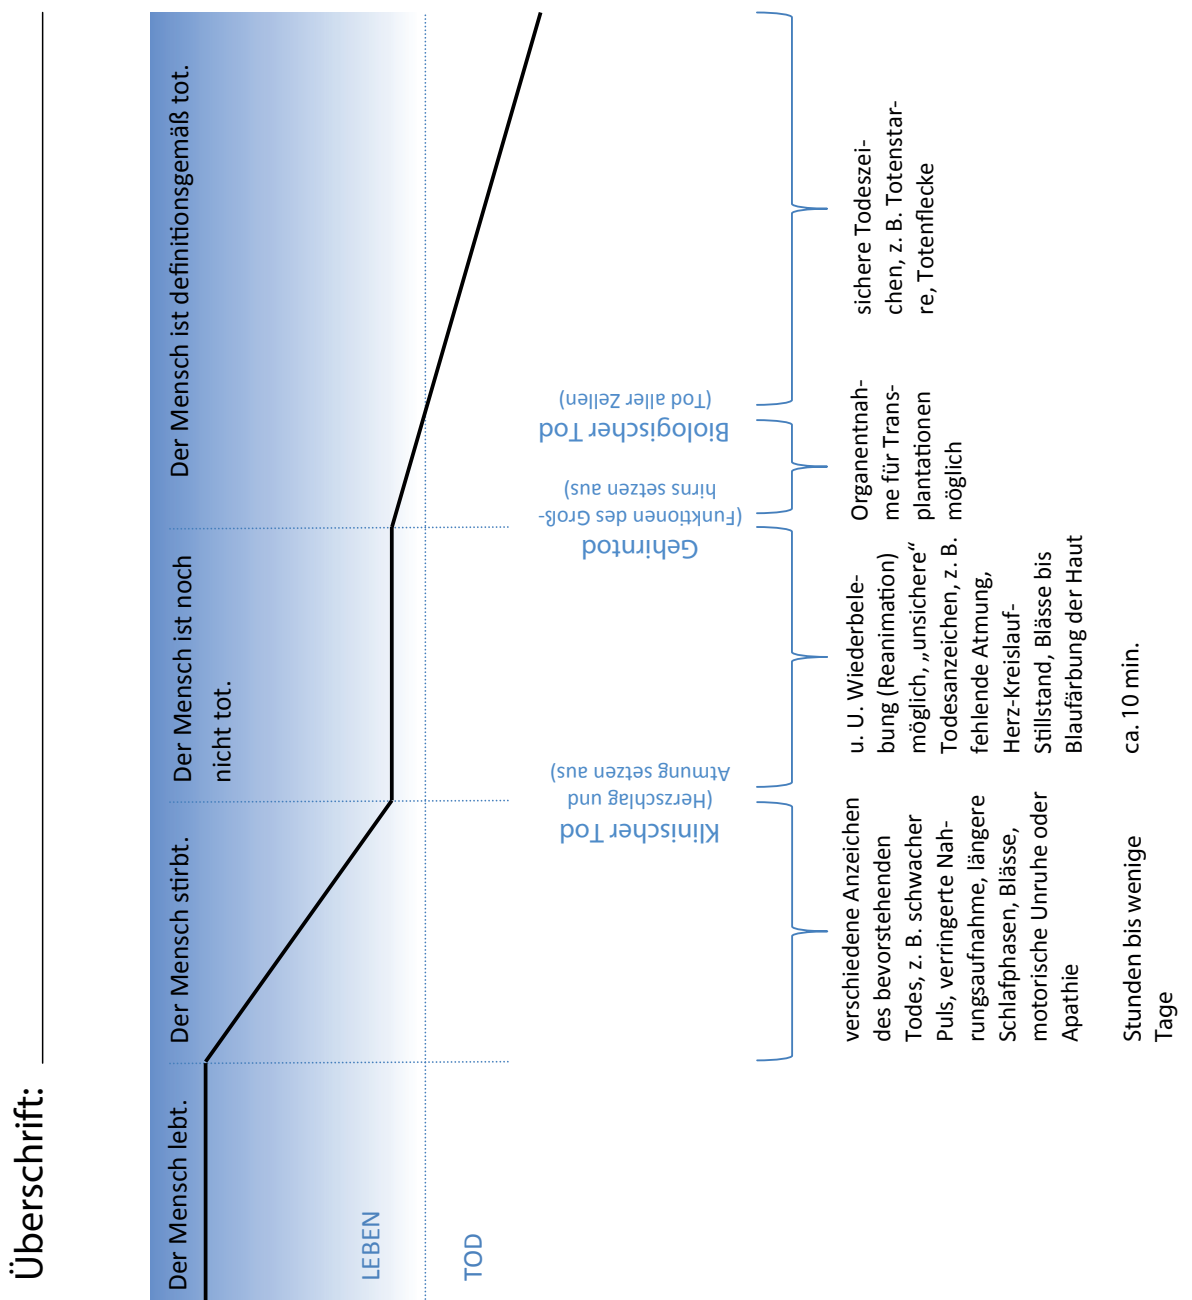 Überschrift:
Der Mensch lebt.
Der Mensch stirbt.
Der Mensch ist noch
nicht tot.
Der Mensch ist definitionsgemäß tot.
LEBEN
TOD
Klinischer Tod
(Herzschlag und
Atmung setzen aus)
Gehirntod
(Funktionen des Groß-
hirns setzen aus)
Biologischer Tod
(Tod aller Zellen)
verschiedene Anzeichen
des bevorstehenden
Todes, z. B. schwacher
Puls, verringerte Nah-
rungsaufnahme, längere
Schlafphasen, Blässe,
motorische Unruhe oder
Apathie
Stunden bis wenige
Tage
u. U. Wiederbele-
bung (Reanimation)
möglich, „unsichere“
Todesanzeichen, z. B.
fehlende Atmung,
Herz-Kreislauf-
Stillstand, Blässe bis
Blaufärbung der Haut
ca. 10 min.
Organentnah-
me für Trans-
plantationen
möglich
sichere Todeszei-
chen, z. B. Totenstar-
re, Totenflecke